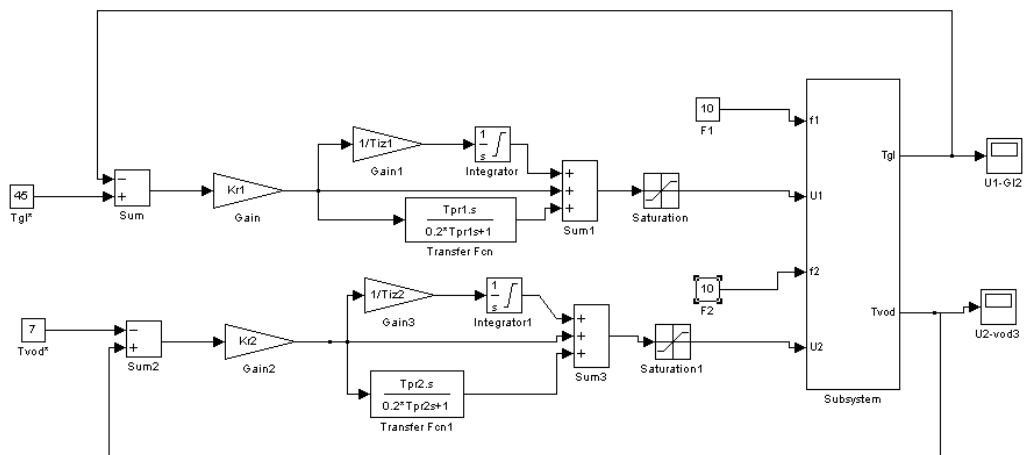 10
F1
f1
Tgl
U1-Gl2
1/Tiz1
Gain1
1
s
Integrator
45
Tgl*
−
+
Sum
Kr1
Gain
Tpr1.s
0.2*Tpr1s+1
Transfer Fcn
+
+
+
Sum1
Saturation
U1
10
F2
f2
1/Tiz2
Gain3
1
s
Integrator1
7
Tvod*
−
+
Sum2
Kr2
Gain2
Tpr2.s
0.2*Tpr2s+1
Transfer Fcn1
+
+
+
Sum3
Saturation1
U2
Tvod
U2-vod3
Subsystem